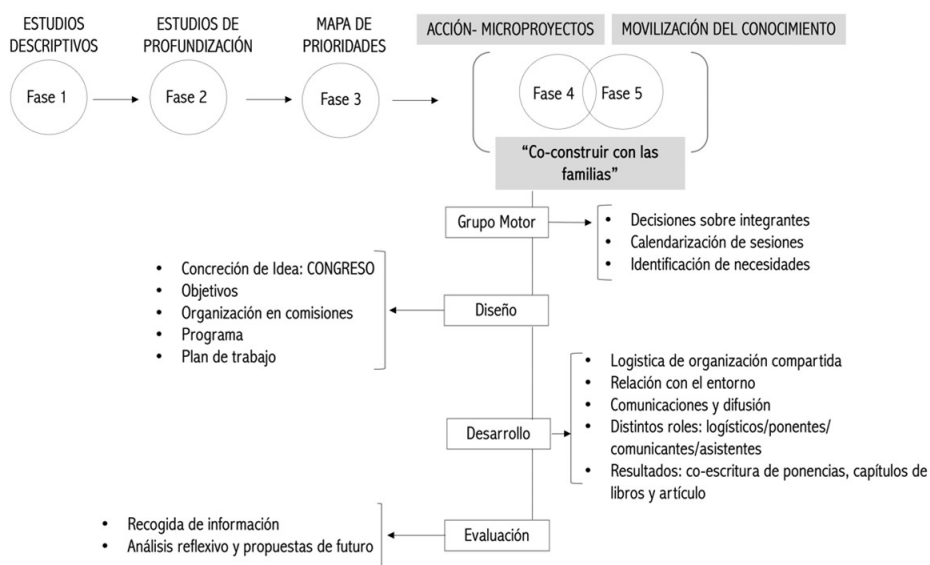 ESTUDIOS
DESCRIPTIVOS
ESTUDIOS DE
PROFUNDIZACIÓN
MAPA DE
PRIORIDADES
ACCIÓN- MICROPROYECTOS
MOVILIZACIÓN DEL CONOCIMIENTO
Fase 1
Fase 2
Fase 3
Fase 4
Fase 5
“Co-construir con las
familias”
Grupo Motor
• Decisiones sobre integrantes
• Calendarización de sesiones
• Identificación de necesidades
• Concreción de Idea: CONGRESO
• Objetivos
• Organización en comisiones
• Programa
• Plan de trabajo
Diseño
Desarrollo
• Logistica de organización compartida
• Relación con el entorno
• Comunicaciones y difusión
• Distintos roles: logísticos/ponentes/
comunicantes/asistentes
• Resultados: co-escritura de ponencias, capítulos de
libros y artículo
• Recogida de información
• Análisis reflexivo y propuestas de futuro
Evaluación